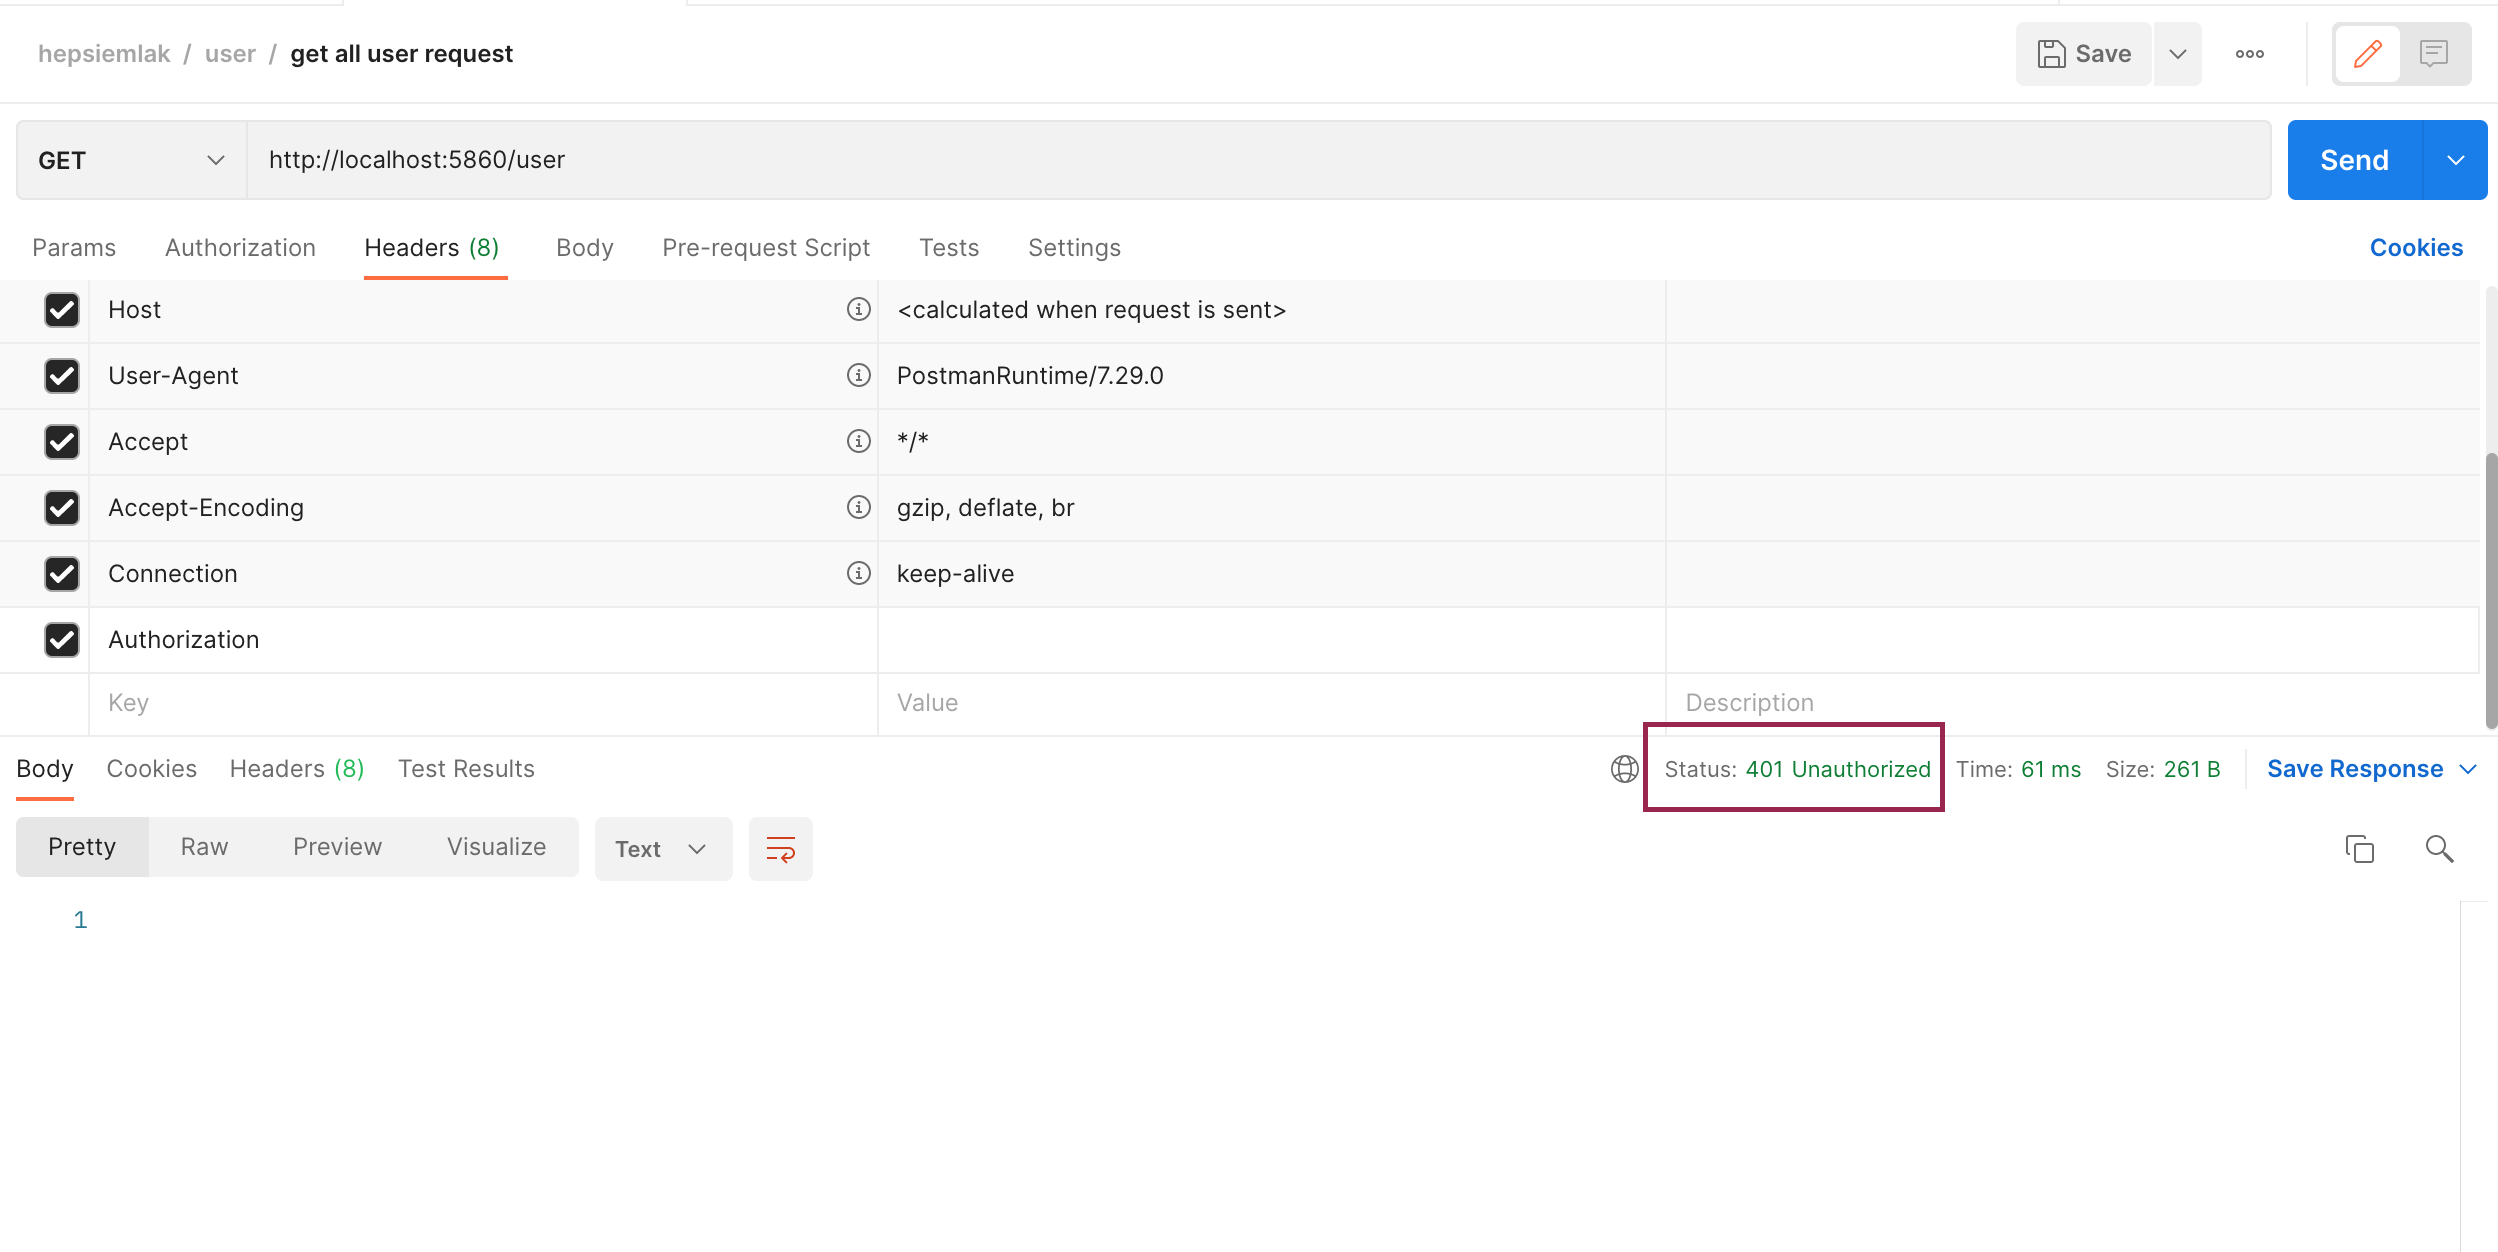 hepsiemlak / user / get all user request
Save
GET http://localhost:5860/user Send
Params Authorization Headers (8) Body Pre-request Script Tests Settings Cookies
Host <calculated when request is sent>
User-Agent PostmanRuntime/7.29.0
Accept */*
Accept-Encoding gzip, deflate, br
Connection keep-alive
Authorization
Key Value Description
Body Cookies Headers (8) Test Results Status: 401 Unauthorized Time: 61 ms Size: 261 B Save Response
Pretty Raw Preview Visualize Text
1